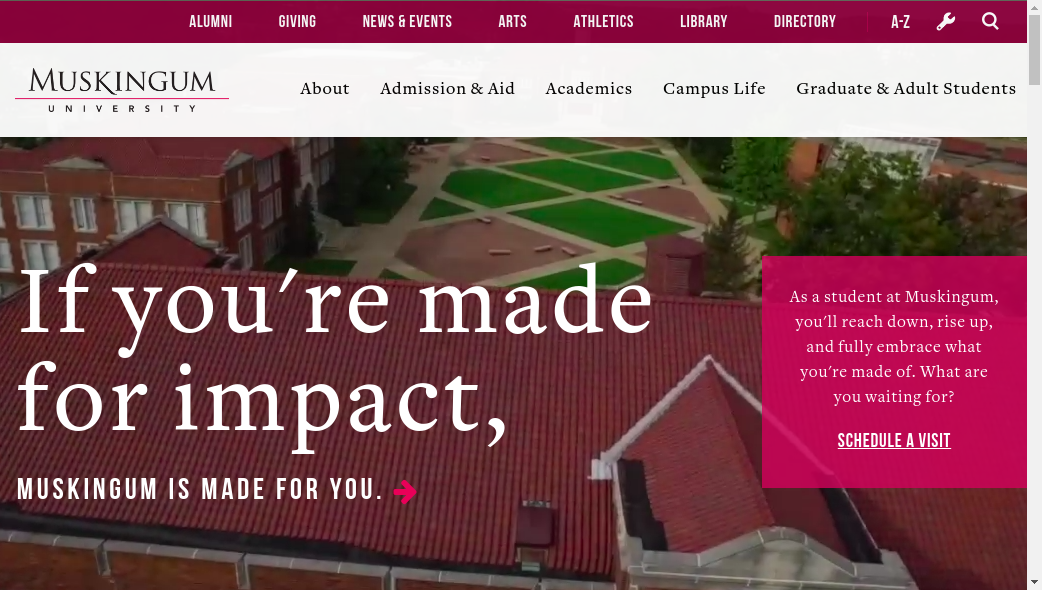 ALUMNI GIVING NEWS & EVENTS ARTS ATHLETICS LIBRARY DIRECTORY A-Z
MUSKINGUM
UNIVERSITY
About Admission & Aid Academics Campus Life Graduate & Adult Students
If you're made
for impact,
MUSKINGUM IS MADE FOR YOU.
As a student at Muskingum,
you'll reach down, rise up,
and fully embrace what
you're made of. What are
you waiting for?
SCHEDULE A VISIT